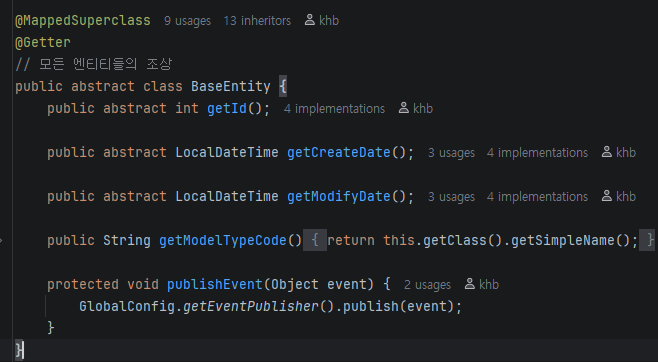 @MappedSuperclass 9 usages 13 inheritors khb
@Getter
// 모든 엔티티들의 조상
public abstract class BaseEntity {
public abstract int getId(); 4 implementations khb
public abstract LocalDateTime getCreateDate(); 3 usages 4 implementations khb
public abstract LocalDateTime getModifyDate(); 3 usages 4 implementations khb
public String getModelTypeCode() { return this.getClass().getSimpleName(); }
protected void publishEvent(Object event) { 2 usages khb
GlobalConfig.getEventPublisher().publish(event);
}
}